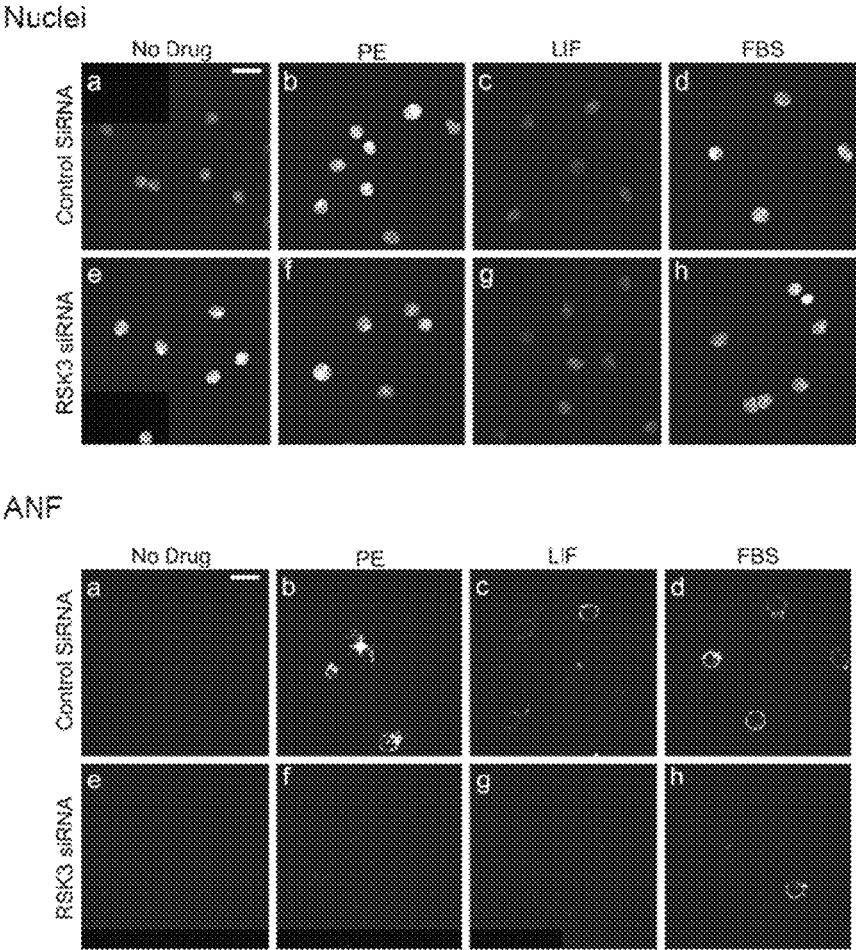 Nuclei
No Drug PE LIF FBS
Control SiRNA
a b c d
RSK3 siRNA
e f g h
ANF
No Drug PE LIF FBS
Control SiRNA
a b c d
RSK3 siRNA
e f g h